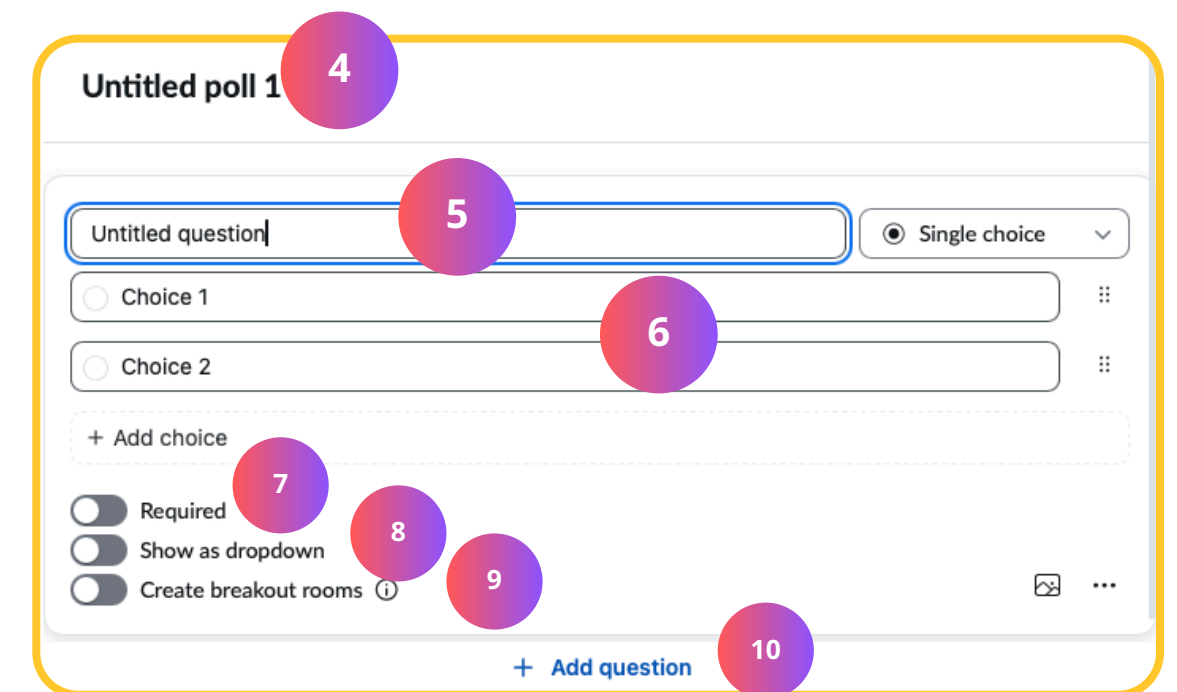 Untitled poll 1
4
5
Untitled question
Single choice
Choice 1
6
Choice 2
+ Add choice
7
Required
8
Show as dropdown
9
Create breakout rooms
10
+ Add question